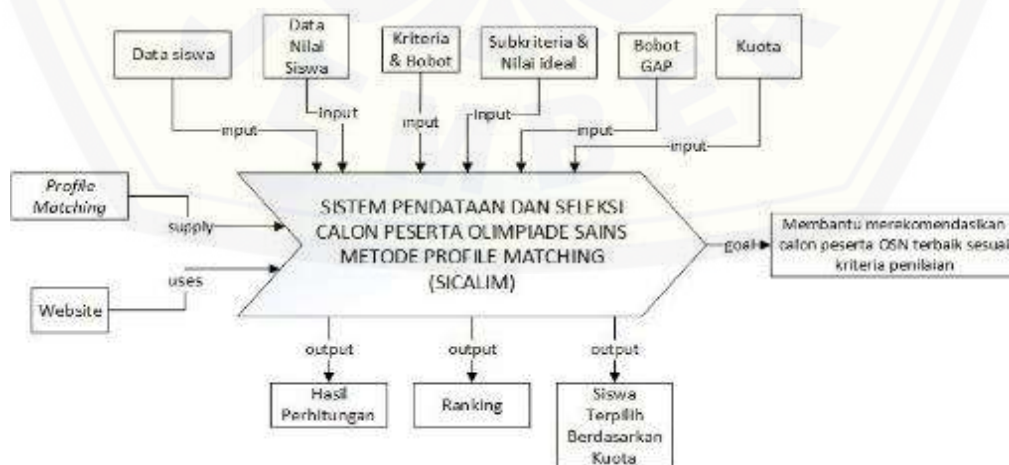 Data siswa
Data
Nilai
Siswa
Kriteria
& Bobot
Subkriteria &
Nilai ideal
Bobot
GAP
Kuota
input
input
input
input
input
input
Profile
Matching
supply
uses
Website
SISTEM PENDATAAN DAN SELEKSI
CALON PESERTA OLIMPIADE SAINS
METODE PROFILE MATCHING
(SICALIM)
goal
Membantu merekomendasikan
calon peserta OSN terbaik sesuai
kriteria penilaian
output
output
output
Hasil
Perhitungan
Ranking
Siswa
Terpilih
Berdasarkan
Kuota